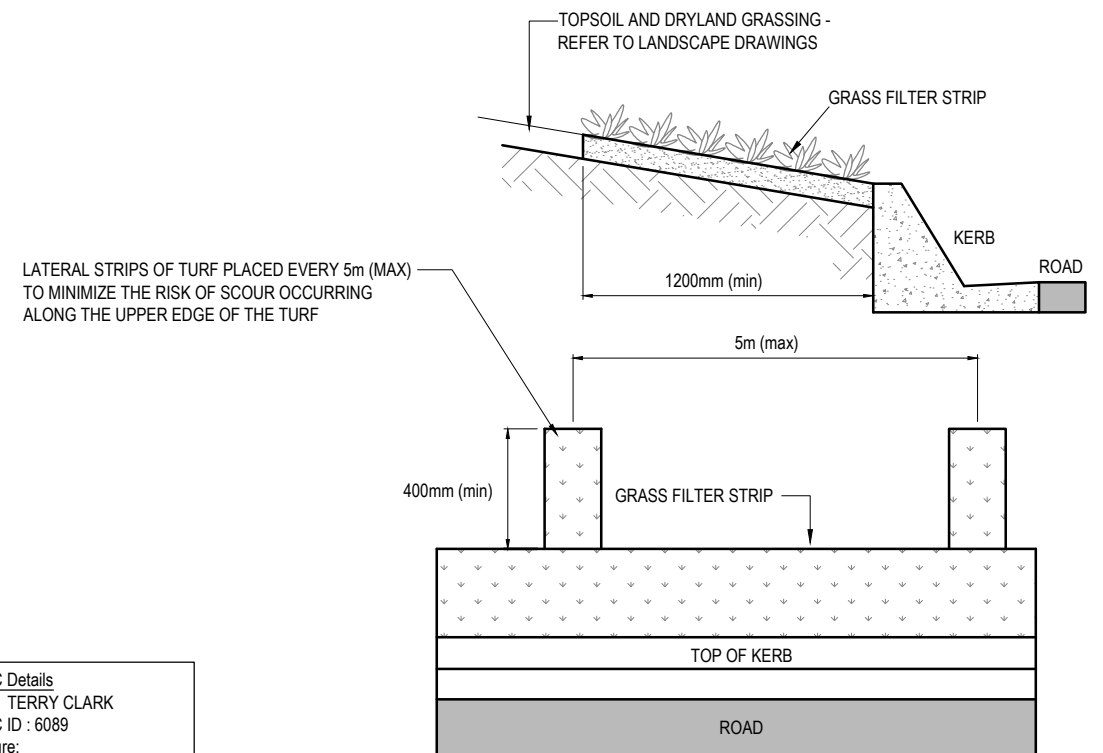 TOPSOIL AND DRYLAND GRASSING -
REFER TO LANDSCAPE DRAWINGS
GRASS FILTER STRIP
KERB
ROAD
1200mm (min)
LATERAL STRIPS OF TURF PLACED EVERY 5m (MAX)
TO MINIMIZE THE RISK OF SCOUR OCCURRING
ALONG THE UPPER EDGE OF THE TURF
5m (max)
400mm (min)
GRASS FILTER STRIP
TOP OF KERB
ROAD
C Details
TERRY CLARK
C ID : 6089